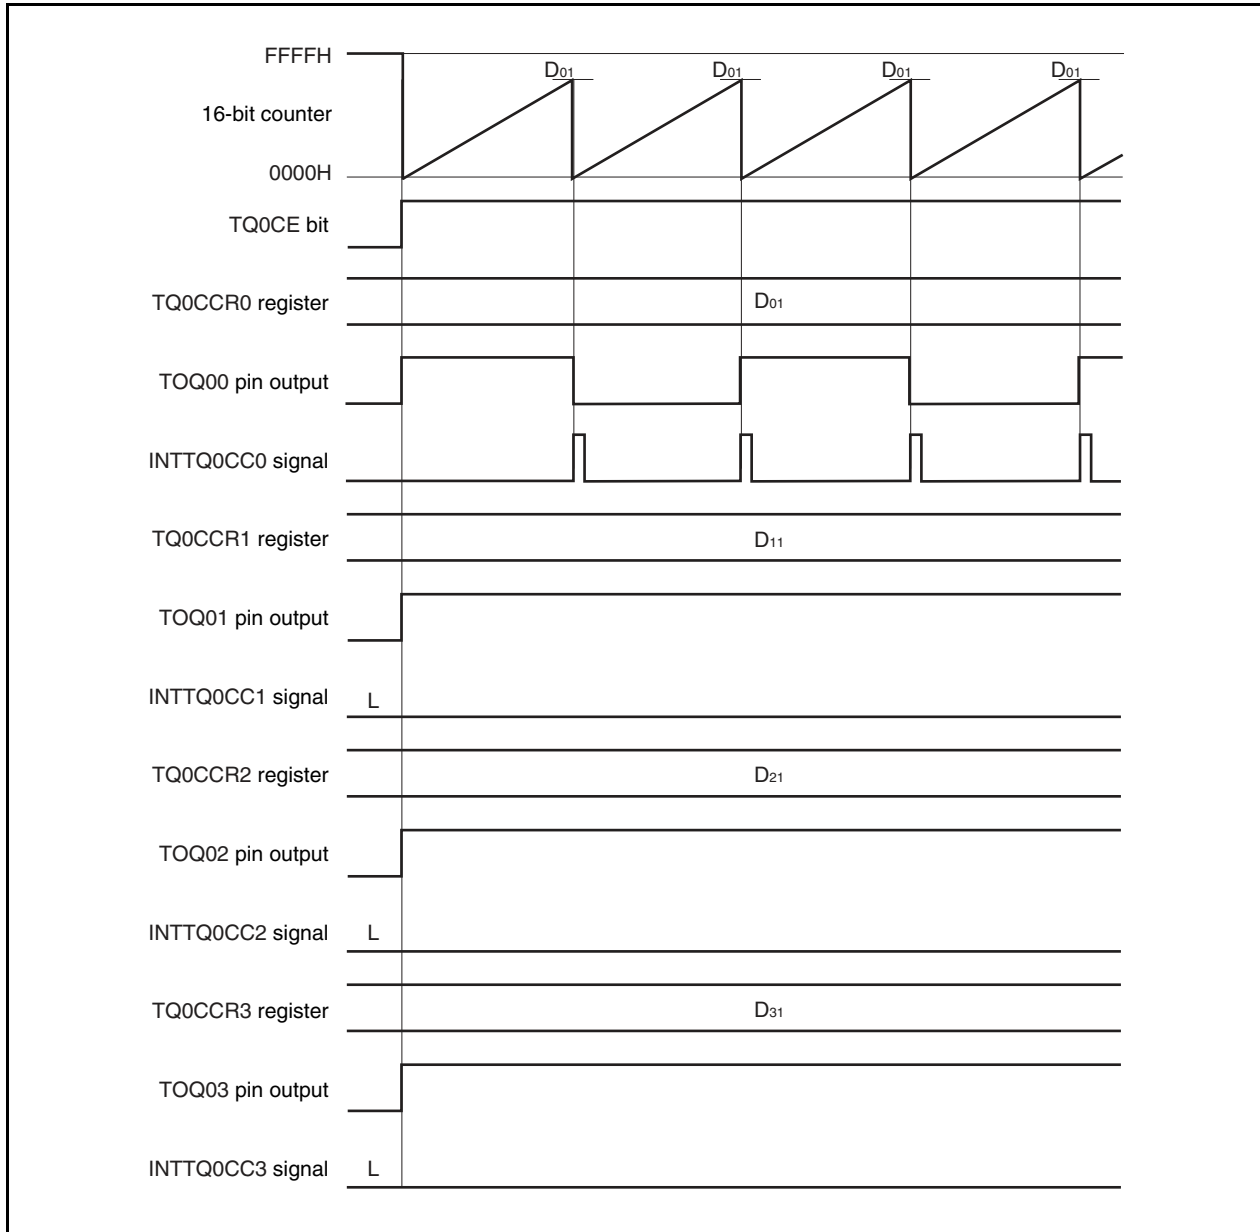 FFFFH
D01 D01 D01 D01
16-bit counter
0000H
TQ0CE bit
TQ0CCR0 register D01
TOQ00 pin output
INTTQ0CC0 signal
TQ0CCR1 register D11
TOQ01 pin output
INTTQ0CC1 signal L
TQ0CCR2 register D21
TOQ02 pin output
INTTQ0CC2 signal L
TQ0CCR3 register D31
TOQ03 pin output
INTTQ0CC3 signal L